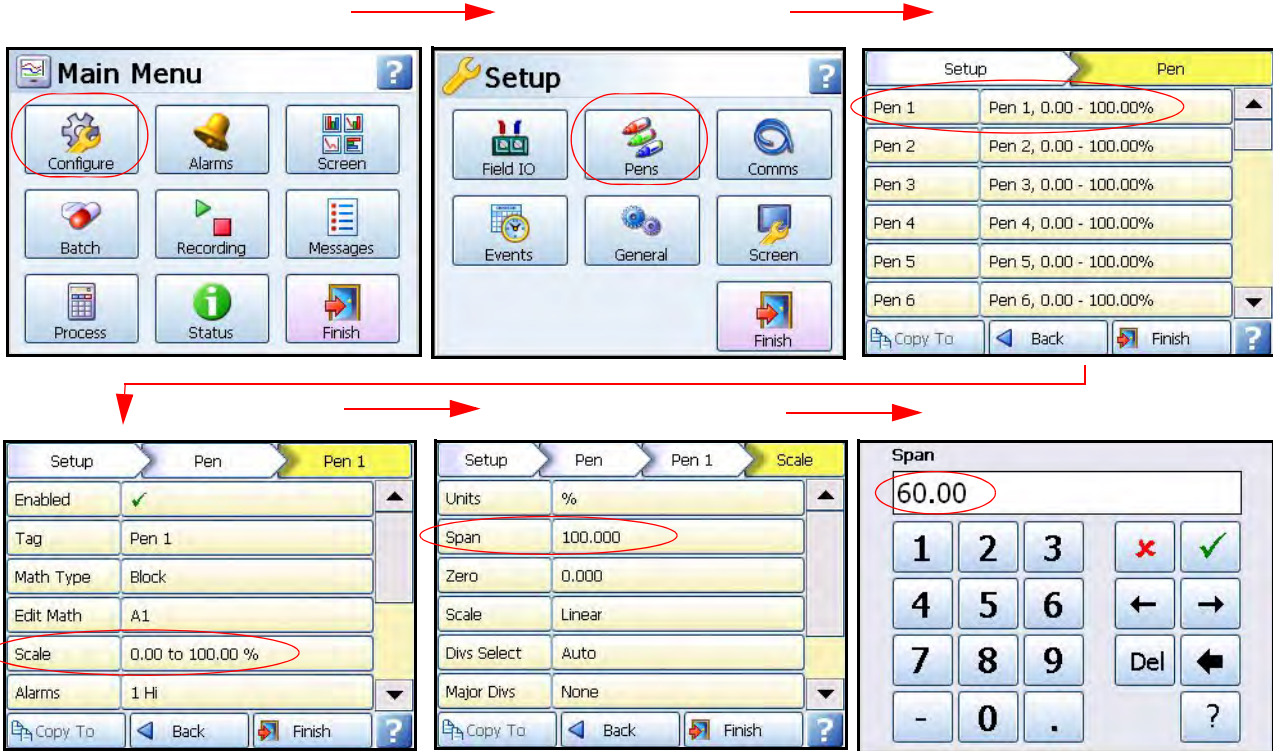 Main Menu ?
Configure Alarms Screen
Batch Recording Messages
Process Status Finish
Setup ?
Field IO Pens Comms
Events General Screen
Finish
Setup Pen
Pen 1 Pen 1, 0.00 - 100.00%
Pen 2 Pen 2, 0.00 - 100.00%
Pen 3 Pen 3, 0.00 - 100.00%
Pen 4 Pen 4, 0.00 - 100.00%
Pen 5 Pen 5, 0.00 - 100.00%
Pen 6 Pen 6, 0.00 - 100.00%
Copy To Back Finish ?
Setup Pen Pen 1
Enabled ✓
Tag Pen 1
Math Type Block
Edit Math A1
Scale 0.00 to 100.00 %
Alarms 1 Hi
Copy To Back Finish ?
Setup Pen Pen 1 Scale
Units %
Span 100.000
Zero 0.000
Scale Linear
Divs Select Auto
Major Divs None
Copy To Back Finish ?
Span
60.00
1 2 3
4 5 6
7 8 9 Del
- 0 . ?